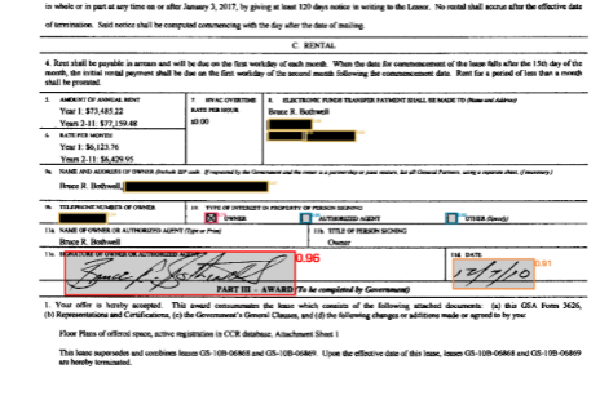 in whole or in part at any time on or after January 3, 2017, by giving at least 120 days notice in writing to the Lessor. No rental shall accrue after the effective date
of termination. Said notice shall be computed commencing with the day after the date of mailing.
C. RENTAL
4. Rent shall be payable in arrears and will be due on the first workday of each month. When the date for commencement of the lease falls after the 15th day of the
month, the initial rental payment shall be due on the first workday of the second month following the commencement date. Rent for a period of less than a month
shall be prorated.
5. AMOUNT OF ANNUAL RENT
Year 1: $73,485.22
Years 2-11: $77,159.48
6. RATE PER MONTH
Year 1: $6,123.76
Years 2-11: $6,429.95
7. HVAC OVERTIME
RATE PER HOUR
$0.00
8. ELECTRONIC FUNDS TRANSFER PAYMENT SHALL BE MADE TO (Name and Address)
Bruce R. Bothwell
9a. NAME AND ADDRESS OF OWNER (Include ZIP code. If requested by the Government and the owner is a partnership or joint venture, list all General Partners, using a separate sheet, if necessary.)
Bruce R. Bothwell,
9b. TELEPHONE NUMBER OF OWNER
10. TYPE OF INTEREST IN PROPERTY OF PERSON SIGNING
OWNER
AUTHORIZED AGENT
OTHER (Specify)
11a. NAME OF OWNER OR AUTHORIZED AGENT (Type or Print)
Bruce R. Bothwell
11b. TITLE OF PERSON SIGNING
Owner
11c. SIGNATURE OF OWNER OR AUTHORIZED AGENT
0.96
Bruce R. Bothwell
11d. DATE
0.81
PART III - AWARD (To be completed by Government)
1. Your offer is hereby accepted. This award consummates the lease which consists of the following attached documents: (a) this GSA Form 3626,
(b) Representations and Certifications, (c) the Government's General Clauses, and (d) the following changes or additions made or agreed to by you:
Floor Plans of offered space, active registration in CCR database, Attachment Sheet 1
This lease supersedes and combines leases GS-10B-06868 and GS-10B-06869. Upon the effective date of this lease, leases GS-10B-06868 and GS-10B-06869
are hereby terminated.